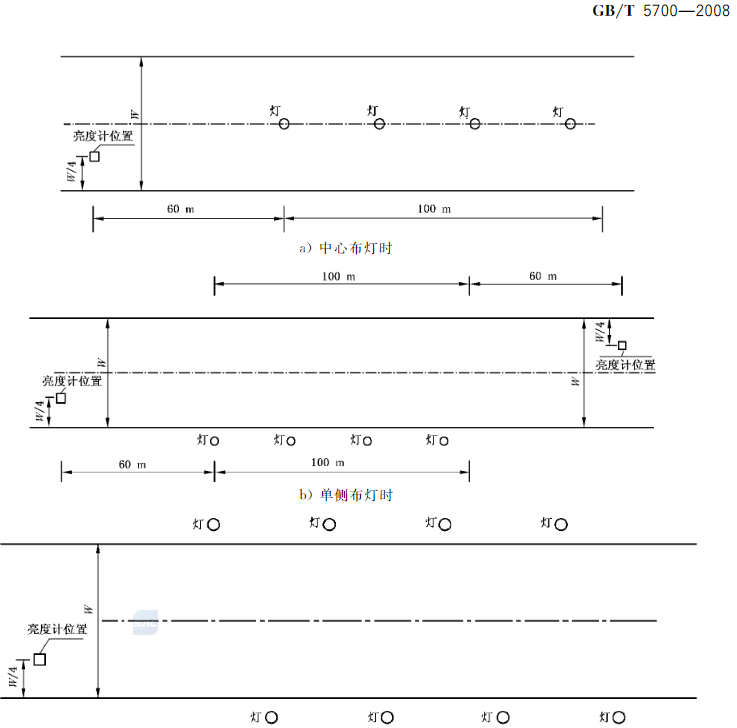 GB/T 5700—2008
灯 灯 灯 灯
W
亮度计位置
W/4
60 m 100 m
a) 中心布灯时
100 m 60 m
W/4
W W
亮度计位置
亮度计位置
W/4
灯 灯 灯 灯
60 m 100 m
b) 单侧布灯时
灯 灯 灯 灯
W
亮度计位置
W/4
灯 灯 灯 灯